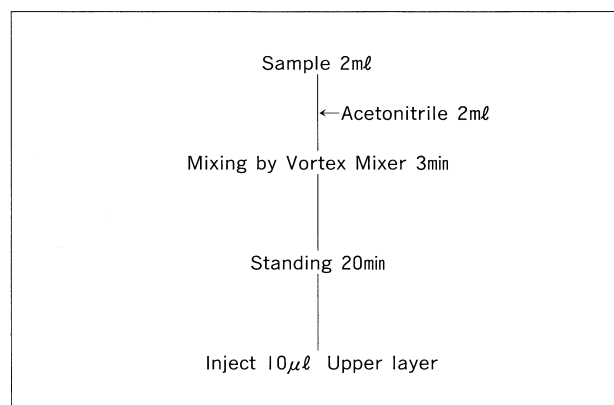 Sample 2mℓ
←Acetonitrile 2mℓ
Mixing by Vortex Mixer 3min
Standing 20min
Inject 10μℓ Upper layer